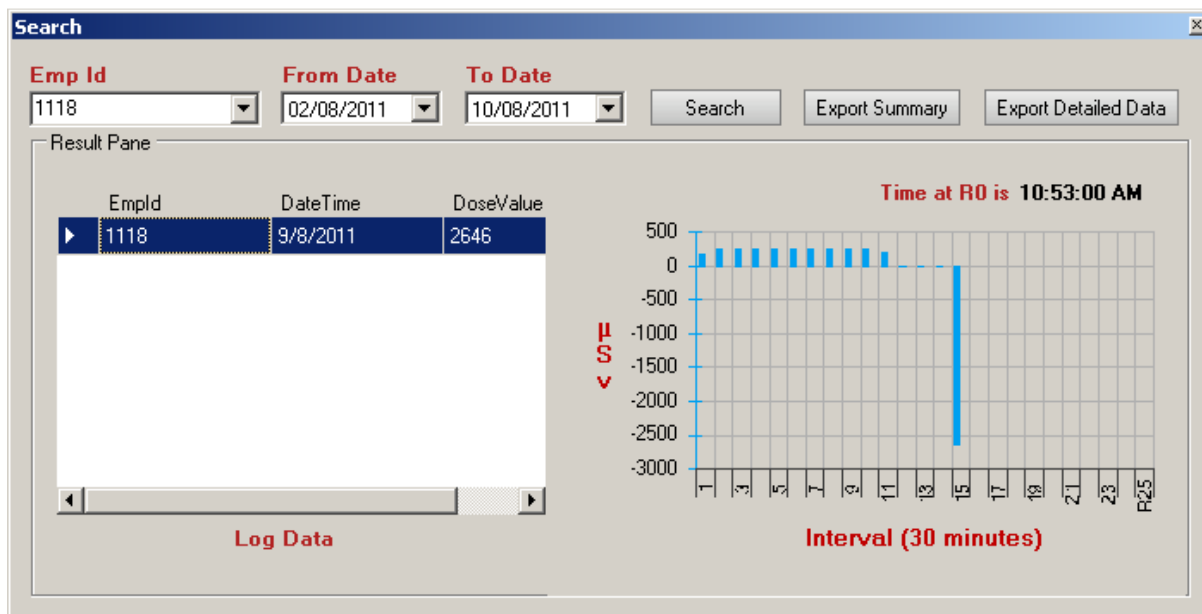 Search
Emp Id From Date To Date
1118 02/08/2011 10/08/2011 Search Export Summary Export Detailed Data
Result Pane
Time at R0 is 10:53:00 AM
EmpId DateTime DoseValue
1118 9/8/2011 2646
500
0
-500
-1000
-1500
-2000
-2500
-3000
µSv
1 3 5 7 9 11 13 15 17 19 21 23 R25
Log Data
Interval (30 minutes)